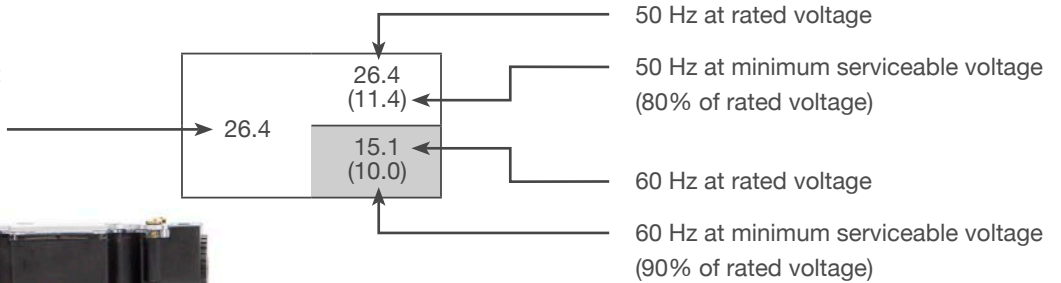 50 Hz at rated voltage
26.4
(11.4)
50 Hz at minimum serviceable voltage
(80% of rated voltage)
26.4
15.1
(10.0)
60 Hz at rated voltage
60 Hz at minimum serviceable voltage
(90% of rated voltage)